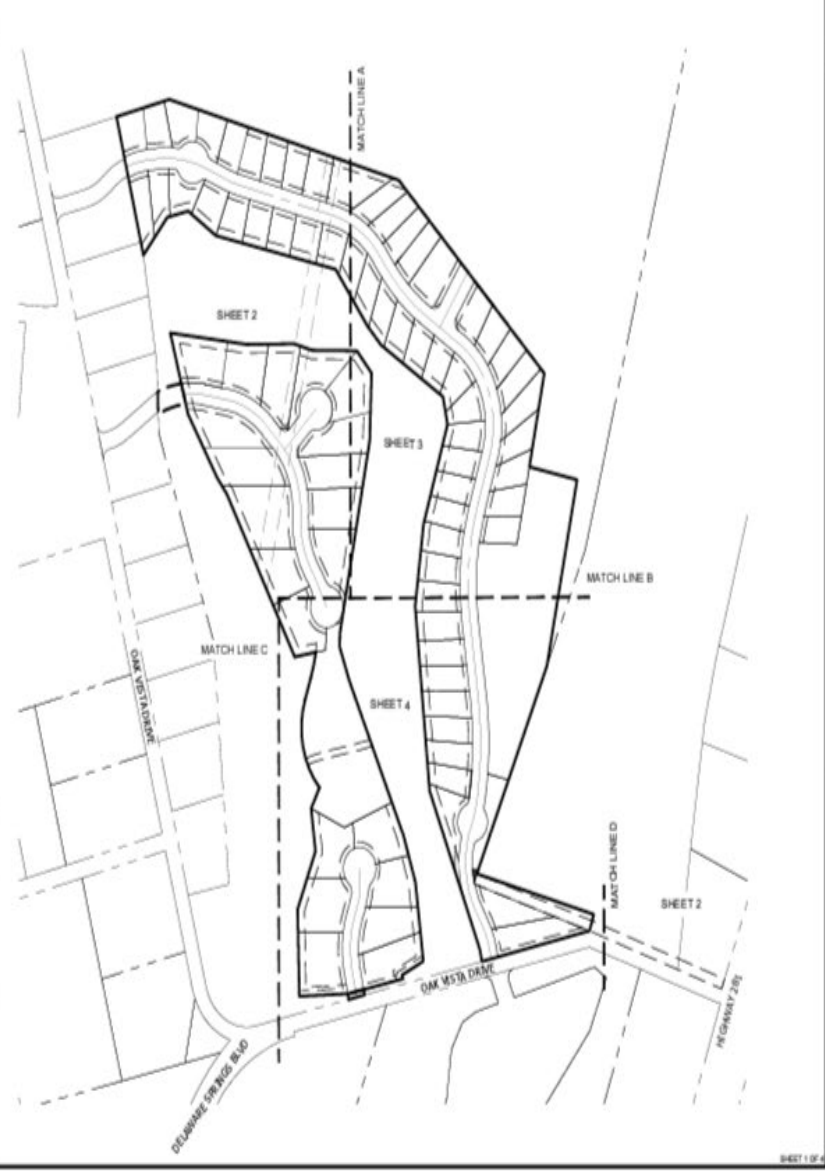 MATCH LINE A
SHEET 2
SHEET 3
MATCH LINE B
MATCH LINE C
OAK VISTA DRIVE
SHEET 4
MATCH LINE D
SHEET 2
OAK VISTA DRIVE
HIGHWAY 281
DELAWARE SPRINGS BLVD
SHEET 1 OF 4